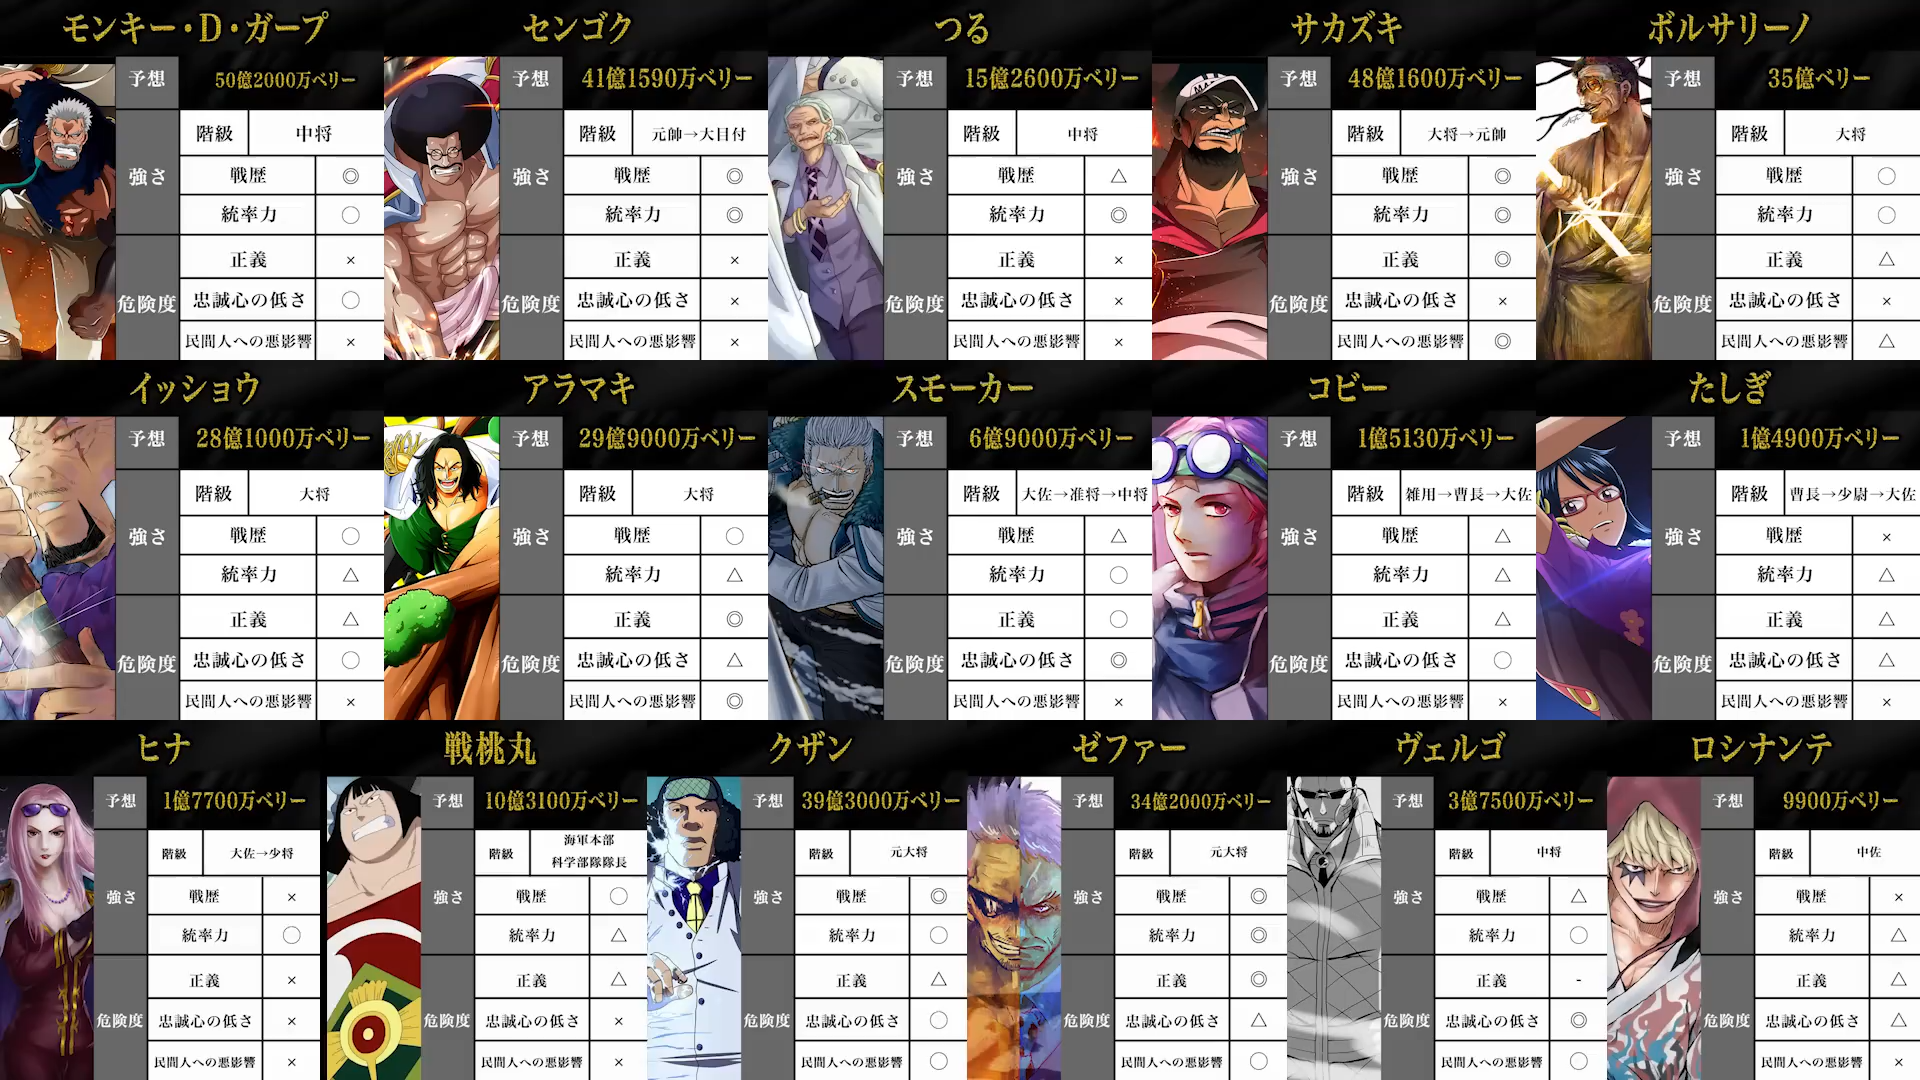 モンキー・D・ガープ
予想 50億2000万ベリー
強さ
階級 中将
戦歴 ◎
統率力 ○
危険度
正義 ×
忠誠心の低さ ○
民間人への悪影響 ×
センゴク
予想 41億1590万ベリー
強さ
階級 元帥→大目付
戦歴 ◎
統率力 ◎
危険度
正義 ×
忠誠心の低さ ×
民間人への悪影響 ×
つる
予想 15億2600万ベリー
強さ
階級 中将
戦歴 △
統率力 ◎
危険度
正義 ×
忠誠心の低さ ×
民間人への悪影響 ×
サカズキ
予想 48億1600万ベリー
強さ
階級 大将→元帥
戦歴 ◎
統率力 ◎
危険度
正義 ◎
忠誠心の低さ ×
民間人への悪影響 ◎
ボルサリーノ
予想 35億ベリー
強さ
階級 大将
戦歴 ○
統率力 ○
危険度
正義 △
忠誠心の低さ ×
民間人への悪影響 △
イッショウ
予想 28億1000万ベリー
強さ
階級 大将
戦歴 ○
統率力 △
危険度
正義 △
忠誠心の低さ ○
民間人への悪影響 ×
アラマキ
予想 29億9000万ベリー
強さ
階級 大将
戦歴 ○
統率力 △
危険度
正義 ◎
忠誠心の低さ △
民間人への悪影響 ◎
スモーカー
予想 6億9000万ベリー
強さ
階級 大佐→准将→中将
戦歴 △
統率力 ○
危険度
正義 ○
忠誠心の低さ ◎
民間人への悪影響 ×
コビー
予想 1億5130万ベリー
強さ
階級 雑用→曹長→大佐
戦歴 △
統率力 △
危険度
正義 △
忠誠心の低さ ○
民間人への悪影響 ×
たしぎ
予想 1億4900万ベリー
強さ
階級 曹長→少尉→大佐
戦歴 ×
統率力 △
危険度
正義 △
忠誠心の低さ △
民間人への悪影響 ×
ヒナ
予想 1億7700万ベリー
強さ
階級 大佐→少将
戦歴 ×
統率力 ○
危険度
正義 ×
忠誠心の低さ ×
民間人への悪影響 ×
戦桃丸
予想 10億3100万ベリー
強さ
階級 海軍本部
科学部隊隊長
戦歴 ○
統率力 △
危険度
正義 △
忠誠心の低さ ×
民間人への悪影響 ×
クザン
予想 39億3000万ベリー
強さ
階級 元大将
戦歴 ◎
統率力 ○
危険度
正義 △
忠誠心の低さ ○
民間人への悪影響 ○
ゼファー
予想 34億2000万ベリー
強さ
階級 元大将
戦歴 ◎
統率力 ◎
危険度
正義 ◎
忠誠心の低さ △
民間人への悪影響 ○
ヴェルゴ
予想 3億7500万ベリー
強さ
階級 中将
戦歴 △
統率力 ○
危険度
正義 -
忠誠心の低さ ◎
民間人への悪影響 ○
ロシナンテ
予想 9900万ベリー
強さ
階級 中佐
戦歴 ×
統率力 △
危険度
正義 △
忠誠心の低さ △
民間人への悪影響 ×